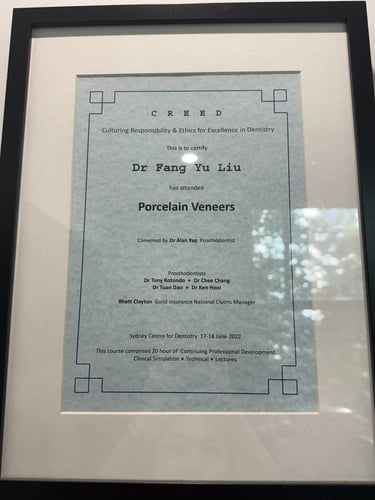 C R E E D
Culturing Responsibility & Ethics for Excellence in Dentistry
This is to certify
Dr Fang Yu Liu
has attended
Porcelain Veneers
Convened by Dr Alan Yap Prosthodontist
Prosthodontists
Dr Tony Rotondo • Dr Ches Chang
Dr Tuan Dao • Dr Ken Hooi
Rhett Clayton Guild Insurance National Claims Manager
Sydney Centre for Dentistry 17-18 June 2022
This course comprises 20 hour of Continuing Professional Development
Clinical Simulation • Technical • Lectures